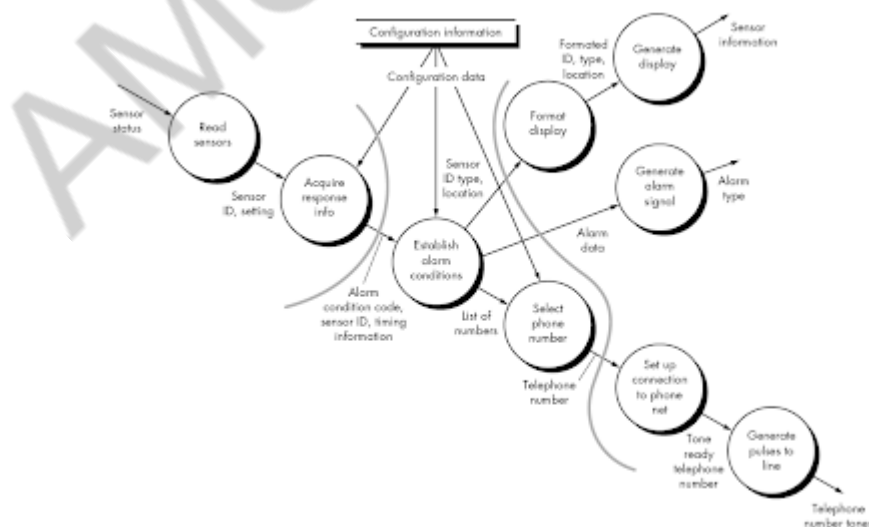 Configuration information
Configuration data
Formated
ID, type,
location
Generate
display
Sensor
information
Sensor
status
Read
sensors
Format
display
Sensor
ID, setting
Acquire
response
info
Sensor
ID type,
location
Generate
alarm
signal
Alarm
type
Establish
alarm
conditions
Alarm
data
Alarm
condition code,
sensor ID, timing
information
List of
numbers
Select
phone
number
Telephone
number
Set up
connection
to phone
net
Tone
ready
telephone
number
Generate
pulses to
line
Telephone
number tone